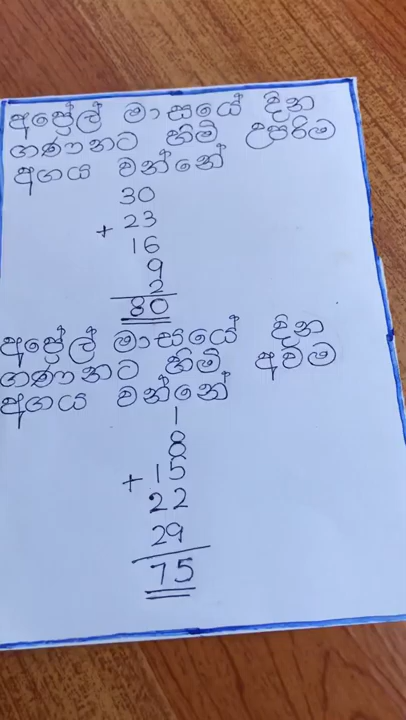 අප්‍රේල් මාසයේ දින
ගණනට හිමි උපරිම
අගය වන්නේ
30
23
+
16
9
2
80
අප්‍රේල් මාසයේ දින
ගණනට හිමි අවම
අගය වන්නේ
1
8
+ 15
22
29
75